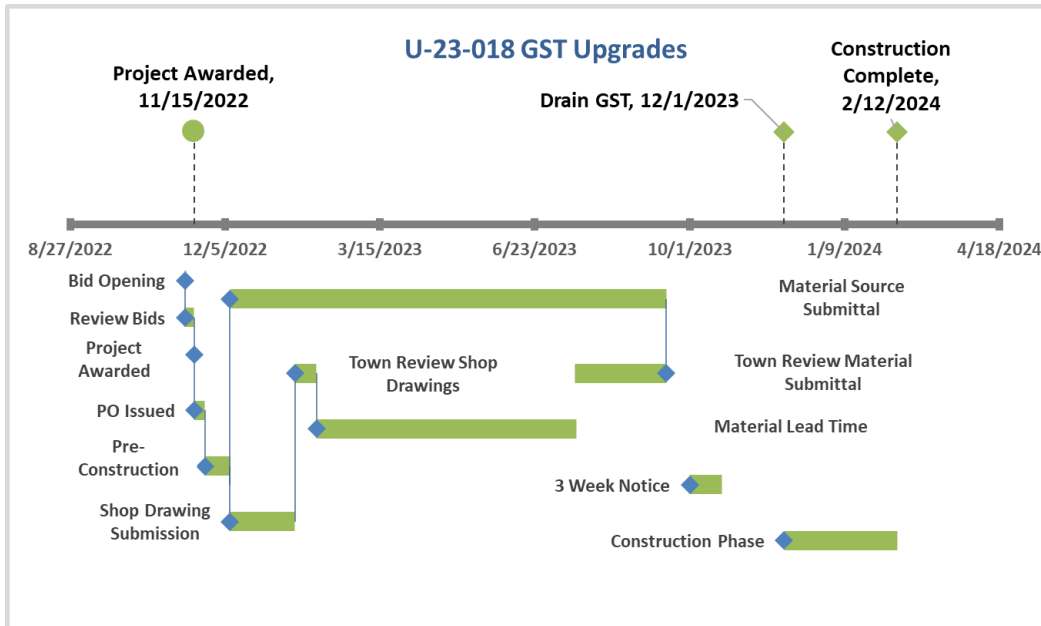 U-23-018 GST Upgrades
Project Awarded,
11/15/2022
Drain GST, 12/1/2023
Construction
Complete,
2/12/2024
8/27/2022
12/5/2022
3/15/2023
6/23/2023
10/1/2023
1/9/2024
4/18/2024
Bid Opening
Material Source
Submittal
Review Bids
Project
Awarded
Town Review Shop
Drawings
Town Review Material
Submittal
PO Issued
Material Lead Time
Pre-
Construction
3 Week Notice
Shop Drawing
Submission
Construction Phase